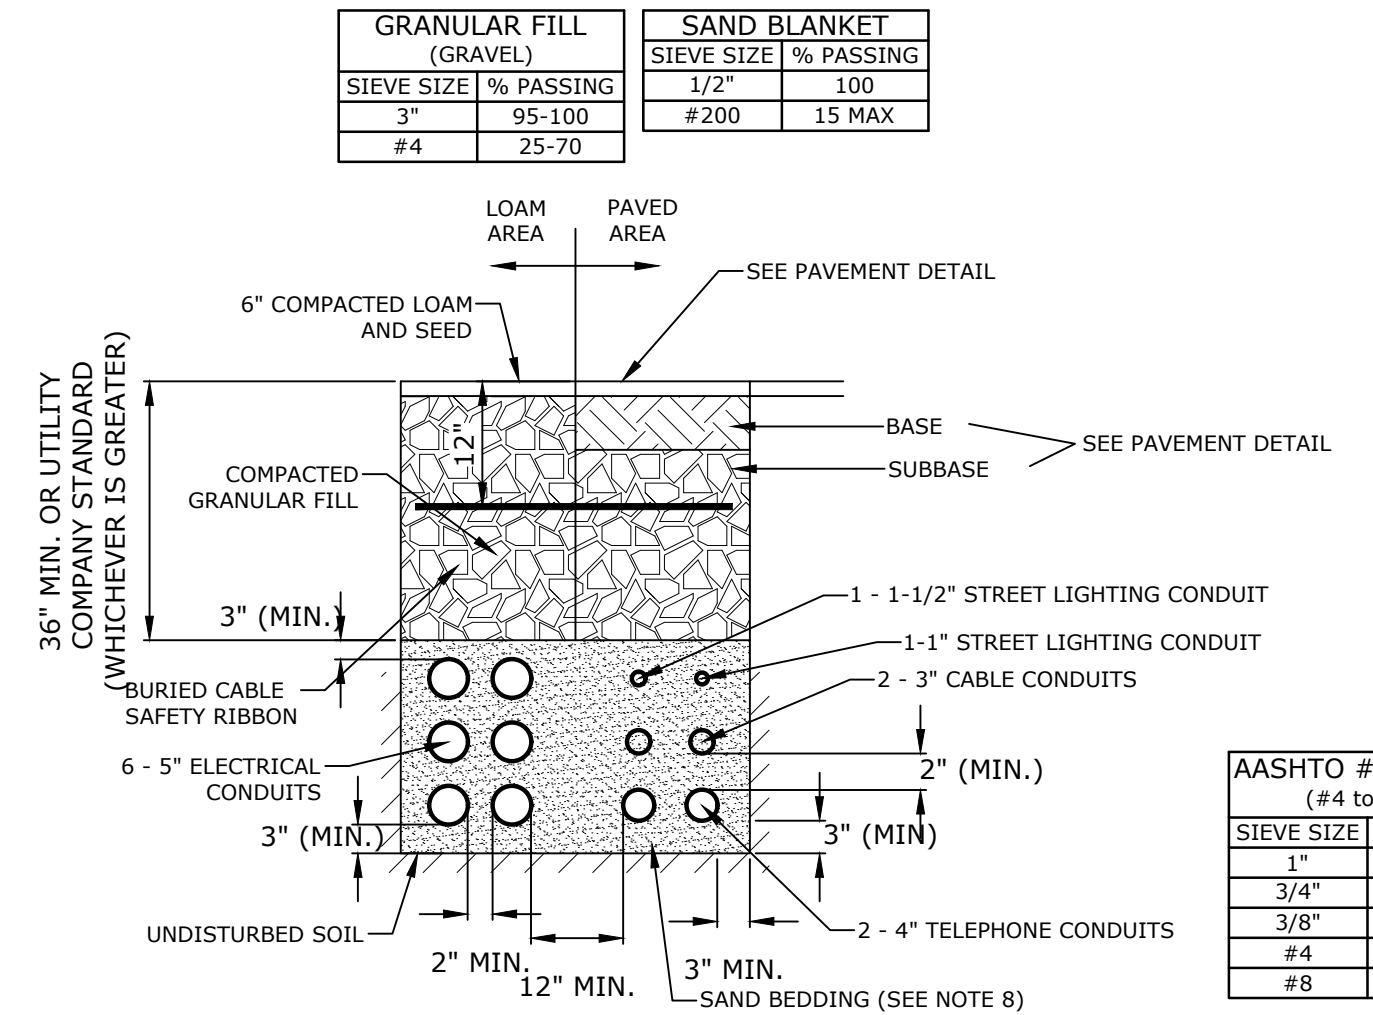 GRANULAR FILL
(GRAVEL)
SIEVE SIZE % PASSING
3" 95-100
#4 25-70
SAND BLANKET
SIEVE SIZE % PASSING
1/2" 100
#200 15 MAX
LOAM
AREA
PAVED
AREA
SEE PAVEMENT DETAIL
6" COMPACTED LOAM
AND SEED
36" MIN. OR UTILITY
COMPANY STANDARD
(WHICHEVER IS GREATER)
12"
BASE
SUBBASE
SEE PAVEMENT DETAIL
COMPACTED
GRANULAR FILL
3" (MIN.)
1 - 1-1/2" STREET LIGHTING CONDUIT
1-1" STREET LIGHTING CONDUIT
2 - 3" CABLE CONDUITS
BURIED CABLE
SAFETY RIBBON
6 - 5" ELECTRICAL
CONDUITS
2" (MIN.)
3" (MIN.)
3" (MIN)
UNDISTURBED SOIL
2" MIN.
12" MIN.
3" MIN.
2 - 4" TELEPHONE CONDUITS
SAND BEDDING (SEE NOTE 8)
AASHTO #
(#4 to
SIEVE SIZE
1"
3/4"
3/8"
#4
#8